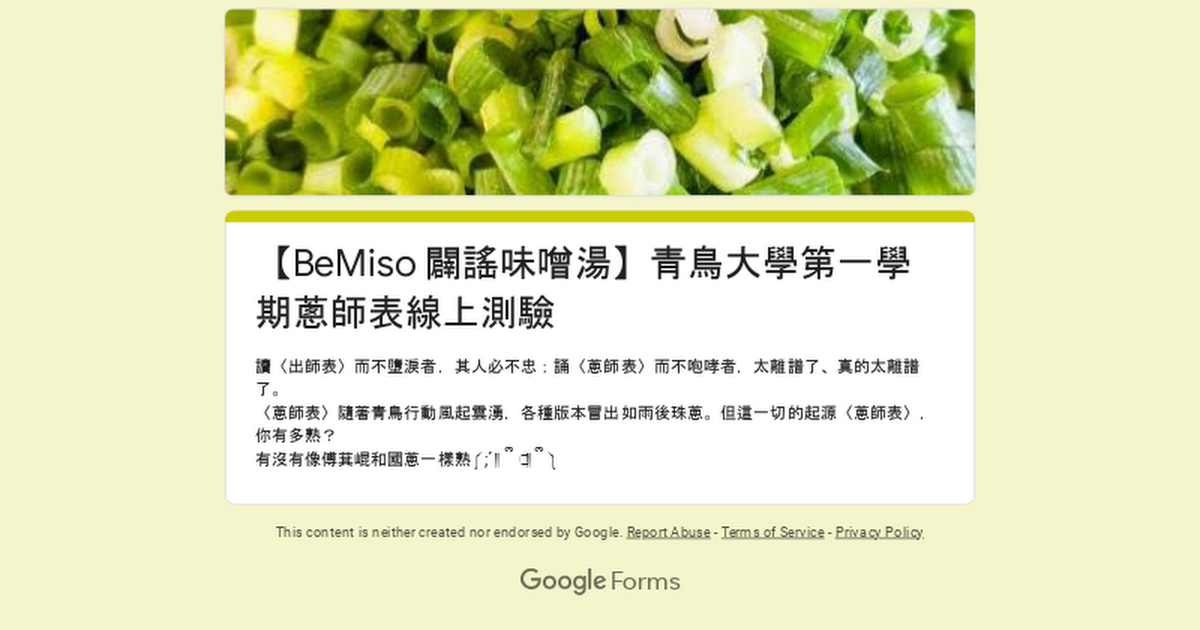 【BeMiso 闢謠味噌湯】青鳥大學第一學
期蔥師表線上測驗
讀〈出師表〉而不墮淚者，其人必不忠；誦〈蔥師表〉而不咆哮者，太離譜了、真的太離譜
了。
〈蔥師表〉隨著青鳥行動風起雲湧，各種版本冒出如雨後珠蔥。但這一切的起源〈蔥師表〉，
你有多熟？
有沒有像傅萁崐和國蔥一樣熟
This content is neither created nor endorsed by Google. Report Abuse - Terms of Service - Privacy Policy
Google Forms